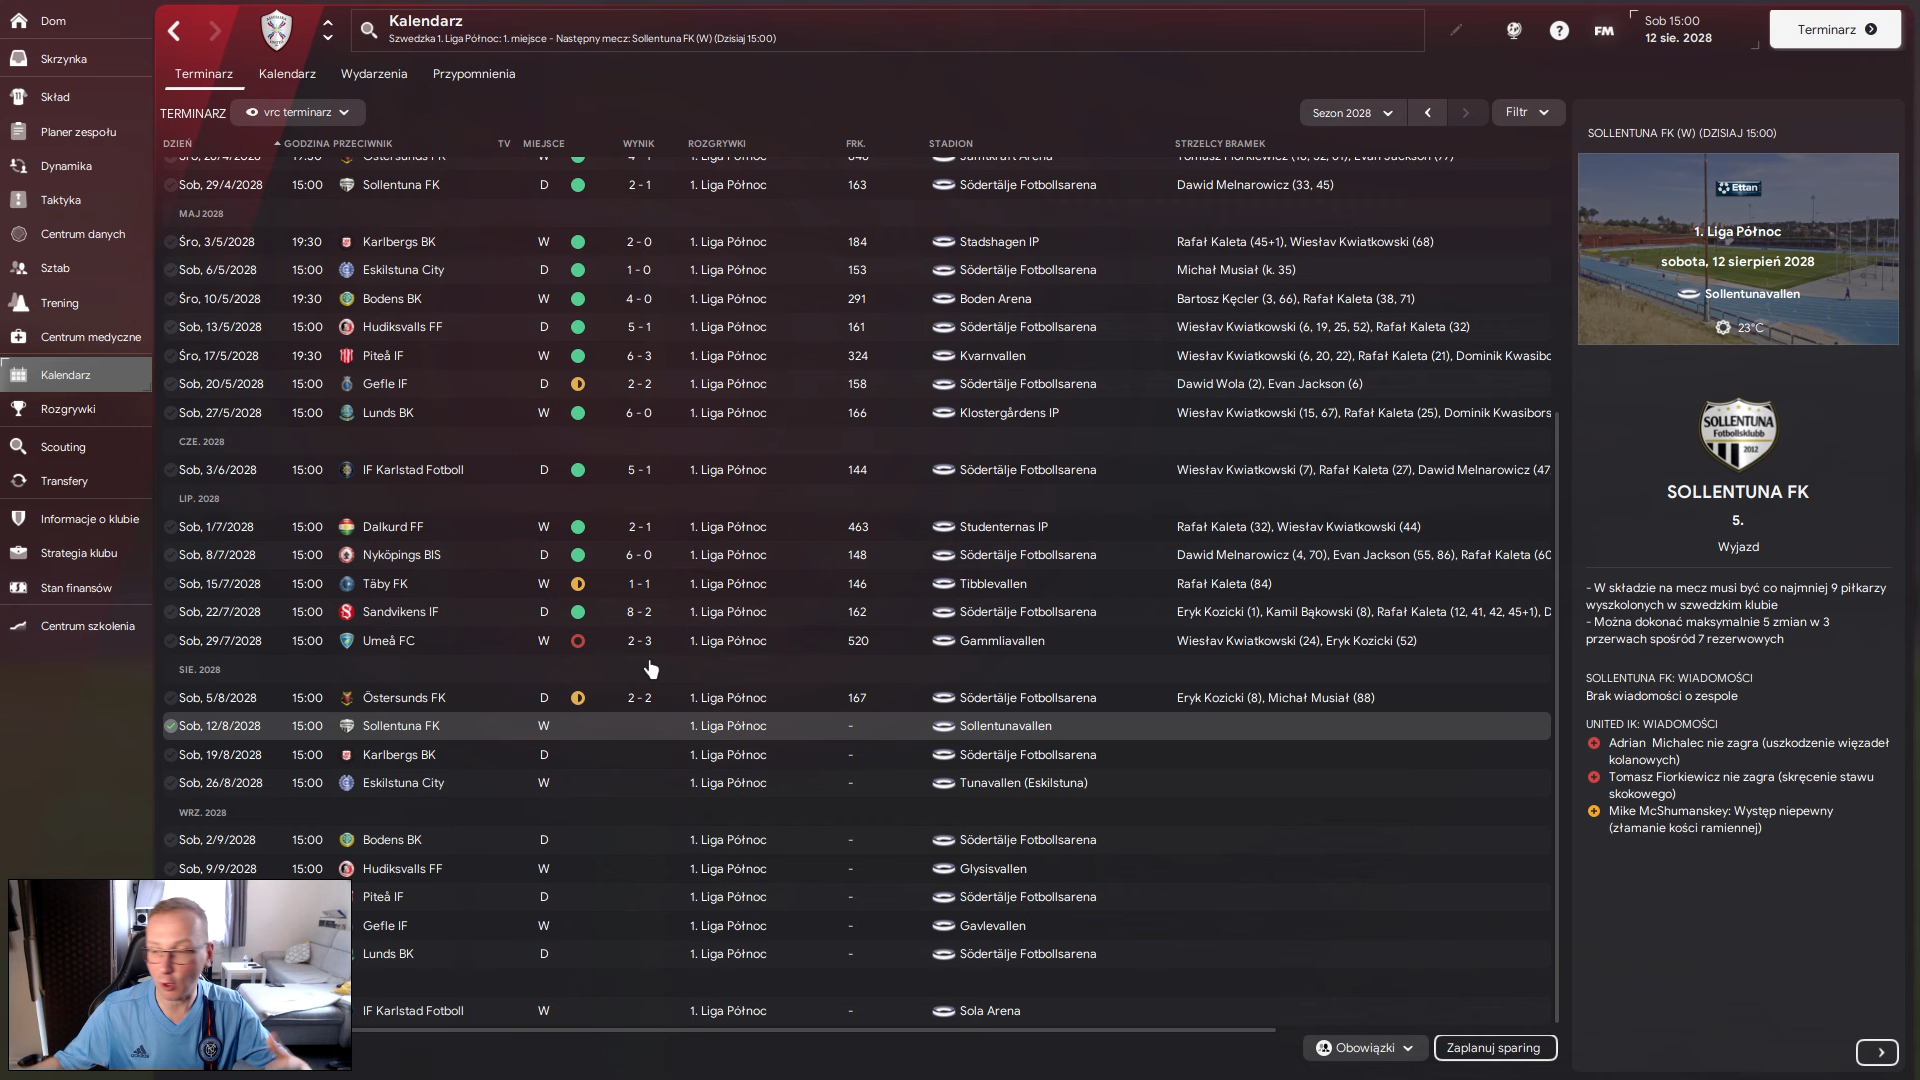 Dom
Skrzynka
Skład
Planer zespołu
Dynamika
Taktyka
Centrum danych
Sztab
Trening
Centrum medyczne
Kalendarz
Rozgrywki
Scouting
Transfery
Informacje o klubie
Strategia klubu
Stan finansów
Centrum szkolenia
Kalendarz
Szwedzka 1. Liga Północ: 1. miejsce - Następny mecz: Sollentuna FK (W) (Dzisiaj 15:00)
FM
Sob 15:00
12 sie. 2028
Terminarz
Terminarz Kalendarz Wydarzenia Przypomnienia
TERMINARZ vrc terminarz Sezon 2028 Filtr
DZIEŃ GODZINA PRZECIWNIK TV MIEJSCE WYNIK ROZGRYWKI FRK. STADION STRZELCY BRAMEK
Sob, 29/4/2028 15:00 Sollentuna FK D 2 - 1 1. Liga Północ 163 Södertälje Fotbollsarena Dawid Melnarowicz (33, 45)
MAJ 2028
Śro, 3/5/2028 19:30 Karlbergs BK W 2 - 0 1. Liga Północ 184 Stadshagen IP Rafał Kaleta (45+1), Wiesław Kwiatkowski (68)
Sob, 6/5/2028 15:00 Eskilstuna City D 1 - 0 1. Liga Północ 153 Södertälje Fotbollsarena Michał Musiał (k. 35)
Śro, 10/5/2028 19:30 Bodens BK W 4 - 0 1. Liga Północ 291 Boden Arena Bartosz Kęcler (3, 66), Rafał Kaleta (38, 71)
Sob, 13/5/2028 15:00 Hudiksvalls FF D 5 - 1 1. Liga Północ 161 Södertälje Fotbollsarena Wiesław Kwiatkowski (6, 19, 25, 52), Rafał Kaleta (32)
Śro, 17/5/2028 19:30 Piteå IF W 6 - 3 1. Liga Północ 324 Kvarnvallen Wiesław Kwiatkowski (6, 20, 22), Rafał Kaleta (21), Dominik Kwasibo
Sob, 20/5/2028 15:00 Gefle IF D 2 - 2 1. Liga Północ 158 Södertälje Fotbollsarena Dawid Wola (2), Evan Jackson (6)
Sob, 27/5/2028 15:00 Lunds BK W 6 - 0 1. Liga Północ 166 Klostergårdens IP Wiesław Kwiatkowski (15, 67), Rafał Kaleta (25), Dominik Kwasibors
CZE. 2028
Sob, 3/6/2028 15:00 IF Karlstad Fotboll D 5 - 1 1. Liga Północ 144 Södertälje Fotbollsarena Wiesław Kwiatkowski (7), Rafał Kaleta (27), Dawid Melnarowicz (47
LIP. 2028
Sob, 1/7/2028 15:00 Dalkurd FF W 2 - 1 1. Liga Północ 463 Studenternas IP Rafał Kaleta (32), Wiesław Kwiatkowski (44)
Sob, 8/7/2028 15:00 Nyköpings BIS D 6 - 0 1. Liga Północ 148 Södertälje Fotbollsarena Dawid Melnarowicz (4, 70), Evan Jackson (55, 86), Rafał Kaleta (60
Sob, 15/7/2028 15:00 Täby FK W 1 - 1 1. Liga Północ 146 Tibblevallen Rafał Kaleta (84)
Sob, 22/7/2028 15:00 Sandvikens IF D 8 - 2 1. Liga Północ 162 Södertälje Fotbollsarena Eryk Kozicki (1), Kamil Bąkowski (8), Rafał Kaleta (12, 41, 42, 45+1), D
Sob, 29/7/2028 15:00 Umeå FC W 2 - 3 1. Liga Północ 520 Gammliavallen Wiesław Kwiatkowski (24), Eryk Kozicki (52)
SIE. 2028
Sob, 5/8/2028 15:00 Östersunds FK D 2 - 2 1. Liga Północ 167 Södertälje Fotbollsarena Eryk Kozicki (8), Michał Musiał (88)
Sob, 12/8/2028 15:00 Sollentuna FK W 1. Liga Północ - Sollentunavallen
Sob, 19/8/2028 15:00 Karlbergs BK D 1. Liga Północ - Södertälje Fotbollsarena
Sob, 26/8/2028 15:00 Eskilstuna City W 1. Liga Północ - Tunavallen (Eskilstuna)
WRZ. 2028
Sob, 2/9/2028 15:00 Bodens BK D 1. Liga Północ - Södertälje Fotbollsarena
Sob, 9/9/2028 15:00 Hudiksvalls FF W 1. Liga Północ - Glysisvallen
Piteå IF D 1. Liga Północ - Södertälje Fotbollsarena
Gefle IF W 1. Liga Północ - Gavlevallen
Lunds BK D 1. Liga Północ - Södertälje Fotbollsarena
IF Karlstad Fotboll W 1. Liga Północ - Sola Arena
Obowiązki Zaplanuj sparing
SOLLENTUNA FK (W) (DZISIAJ 15:00)
Ettan
1. Liga Północ
sobota, 12 sierpień 2028
Sollentunavallen
23°C
SOLLENTUNA
Fotbollsklubb
2012
SOLLENTUNA FK
5.
Wyjazd
- W składzie na mecz musi być co najmniej 9 piłkarzy
wyszkolonych w szwedzkim klubie
- Można dokonać maksymalnie 5 zmian w 3
przerwach spośród 7 rezerwowych
SOLLENTUNA FK: WIADOMOŚCI
Brak wiadomości o zespole
UNITED IK: WIADOMOŚCI
Adrian Michalec nie zagra (uszkodzenie więzadeł
kolanowych)
Tomasz Fiorkiewicz nie zagra (skręcenie stawu
skokowego)
Mike McShumanskey: Występ niepewny
(złamanie kości ramiennej)